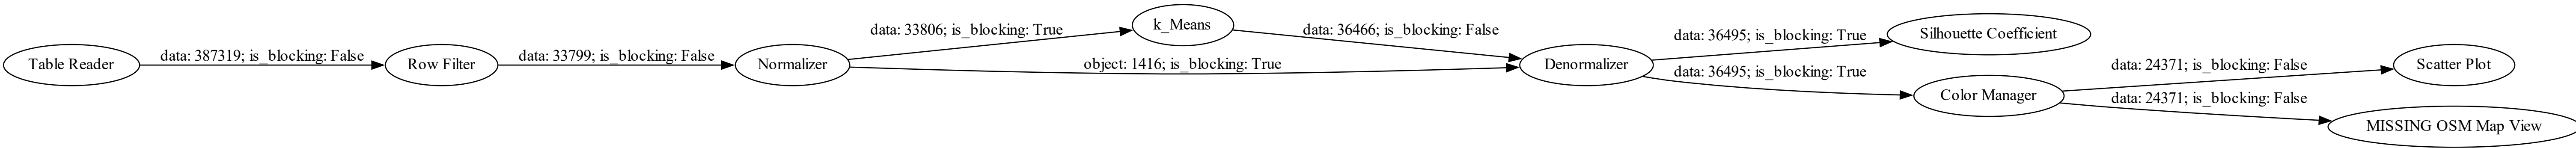 Table Reader
data: 387319; is_blocking: False
Row Filter
data: 33799; is_blocking: False
Normalizer
data: 33806; is_blocking: True
object: 1416; is_blocking: True
k_Means
data: 36466; is_blocking: False
Denormalizer
data: 36495; is_blocking: True
data: 36495; is_blocking: True
Silhouette Coefficient
Color Manager
data: 24371; is_blocking: False
data: 24371; is_blocking: False
Scatter Plot
MISSING OSM Map View